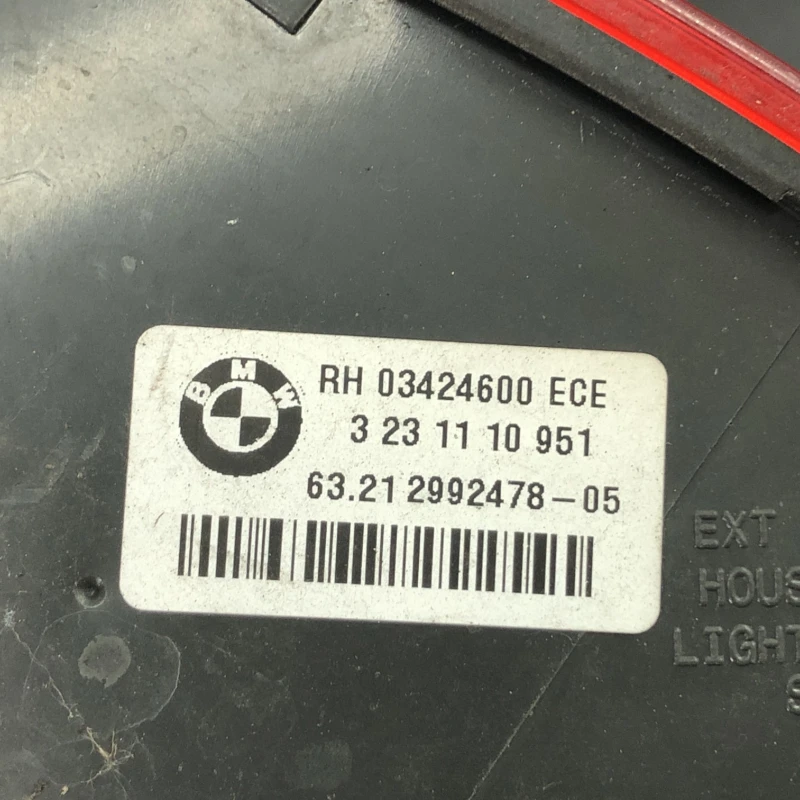 BMW
RH 03424600 ECE
3 23 11 10 951
63.21 2992478-05
EXT
HOUS
LIGHT
S